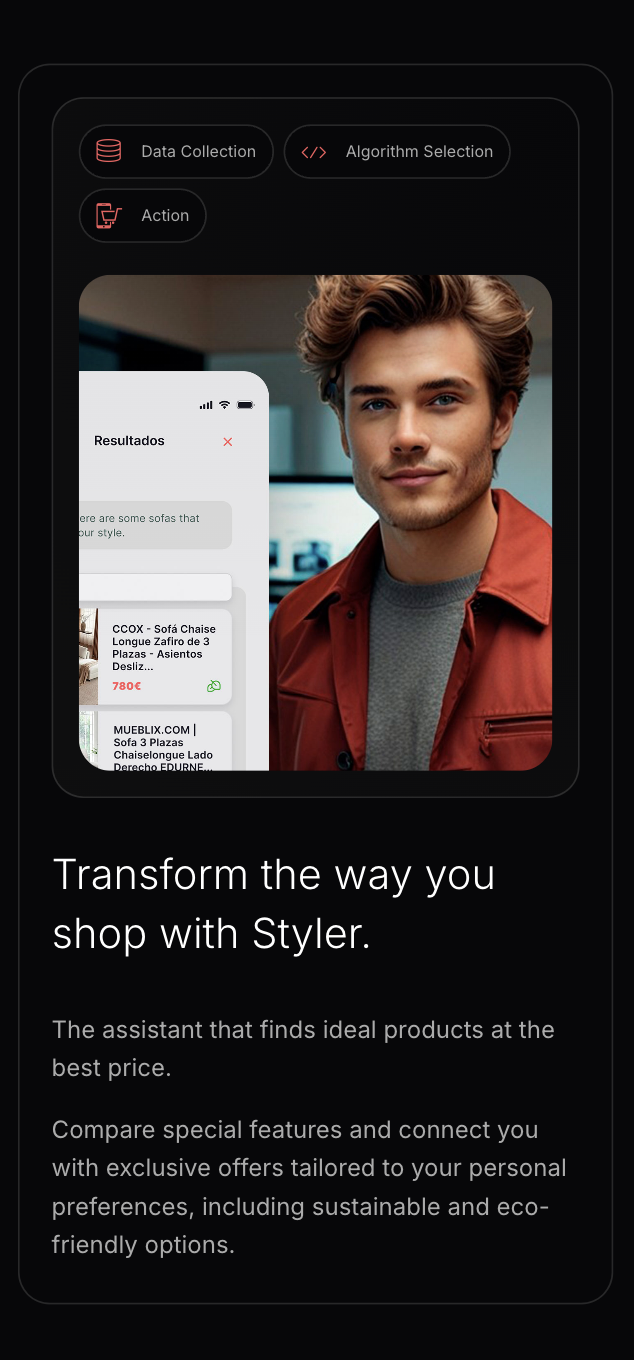 Data Collection
Algorithm Selection
Action
Resultados
ere are some sofas that
our style.
CCOX - Sofá Chaise
Longue Zafiro de 3
Plazas - Asientos
Desliz...
780€
MUEBLIX.COM |
Sofa 3 Plazas
Chaiselongue Lado
Derecho EDURNE...
Transform the way you
shop with Styler.
The assistant that finds ideal products at the
best price.
Compare special features and connect you
with exclusive offers tailored to your personal
preferences, including sustainable and eco-
friendly options.